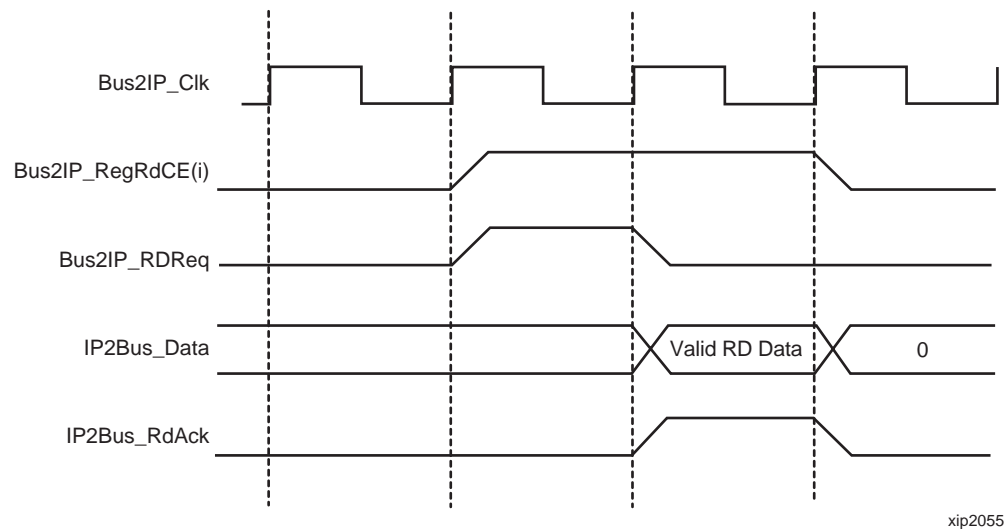 Bus2IP_Clk
Bus2IP_RegRdCE(i)
Bus2IP_RDReq
IP2Bus_Data
Valid RD Data
0
IP2Bus_RdAck
xip2055